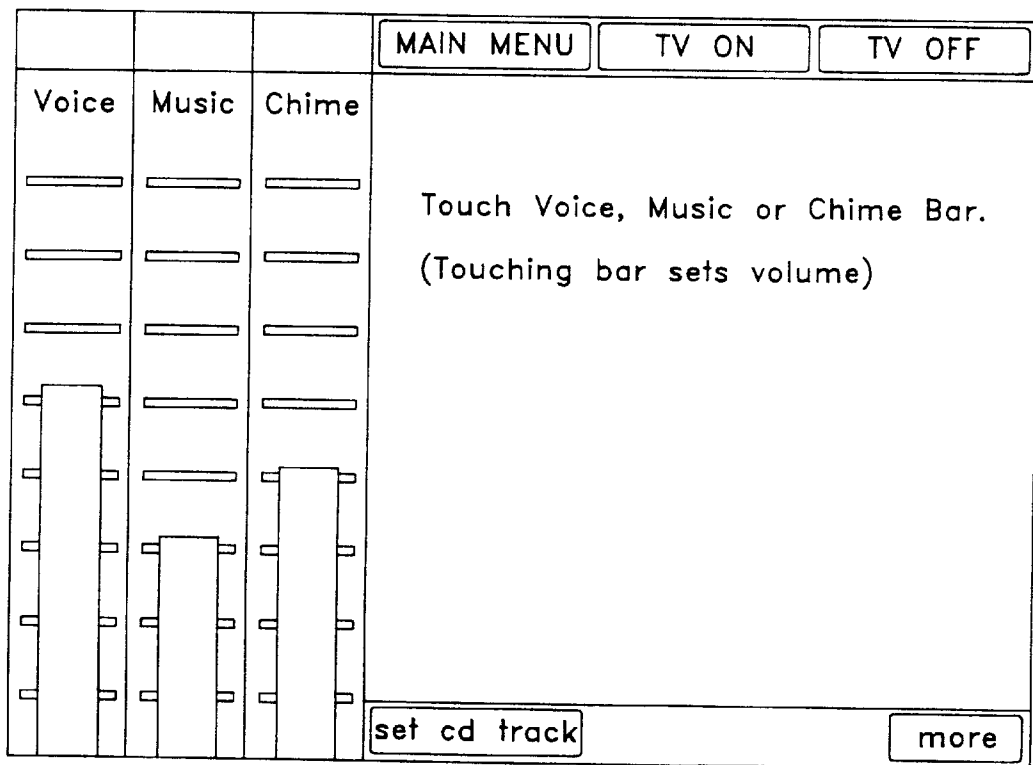 MAIN MENU TV ON TV OFF
Voice Music Chime
Touch Voice, Music or Chime Bar.
(Touching bar sets volume)
set cd track more